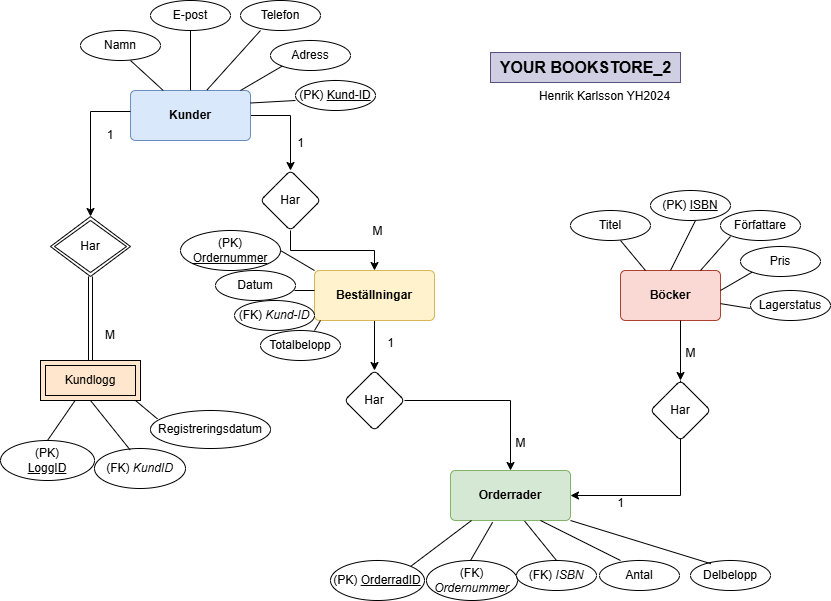 E-post
Telefon
Namn
Adress
(PK) Kund-ID
Kunder
YOUR BOOKSTORE_2
Henrik Karlsson YH2024
1
1
Har
Har
M
(PK)
Ordernummer
Datum
(FK) Kund-ID
Totalbelopp
Beställningar
(PK) ISBN
Titel
Författare
Pris
Lagerstatus
Böcker
M
Kundlogg
Registreringsdatum
(PK)
LoggID
(FK) KundID
1
M
Har
Har
M
1
Orderrader
(PK) OrderradID
(FK)
Ordernummer
(FK) ISBN
Antal
Delbelopp